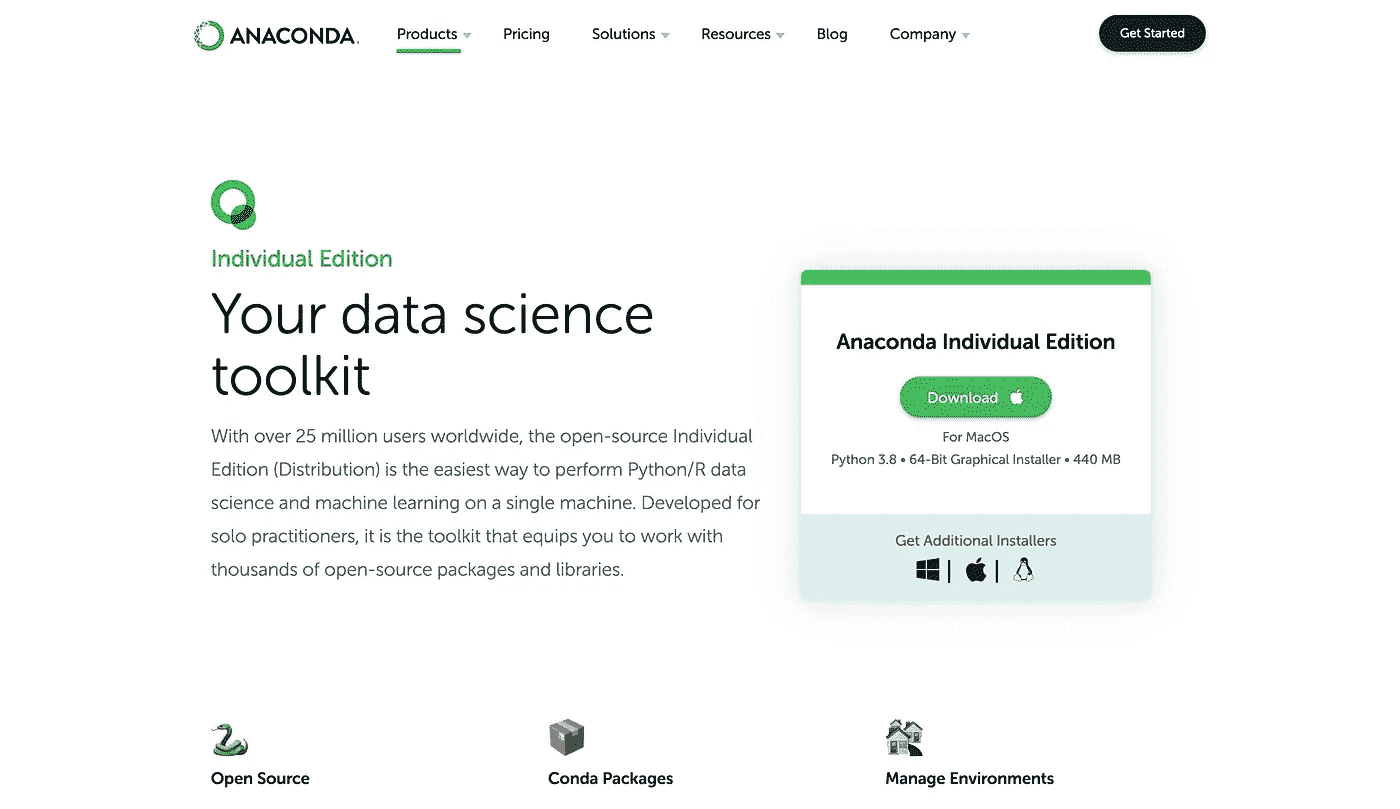 ANACONDA.
Products
Pricing
Solutions
Resources
Blog
Company
Get Started
Individual Edition
Your data science
toolkit
With over 25 million users worldwide, the open-source Individual
Edition (Distribution) is the easiest way to perform Python/R data
science and machine learning on a single machine. Developed for
solo practitioners, it is the toolkit that equips you to work with
thousands of open-source packages and libraries.
Anaconda Individual Edition
Download
For MacOS
Python 3.8 • 64-Bit Graphical Installer • 440 MB
Get Additional Installers
Open Source
Conda Packages
Manage Environments